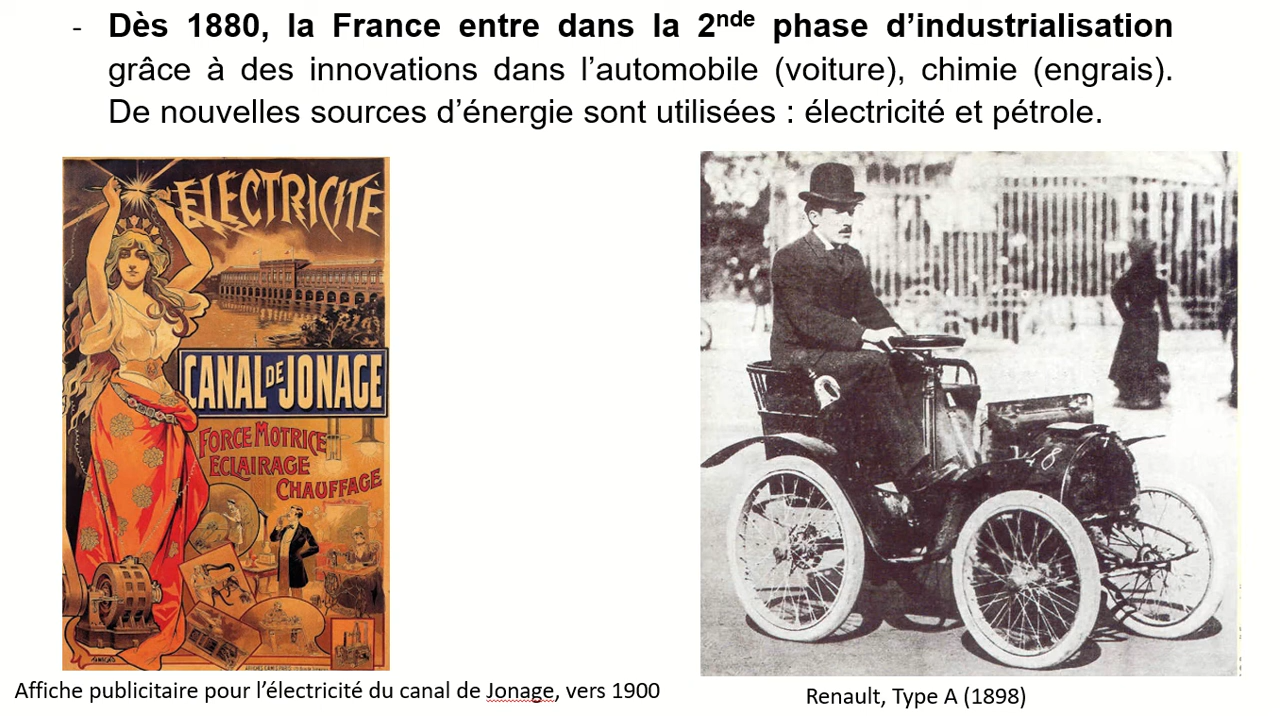 - Dès 1880, la France entre dans la 2nde phase d’industrialisation
grâce à des innovations dans l’automobile (voiture), chimie (engrais).
De nouvelles sources d’énergie sont utilisées : électricité et pétrole.
ÉLECTRICITÉ
CANAL DE JONAGE
FORCE MOTRICE
ECLAIRAGE
CHAUFFAGE
Affiche publicitaire pour l’électricité du canal de Jonage, vers 1900
Renault, Type A (1898)